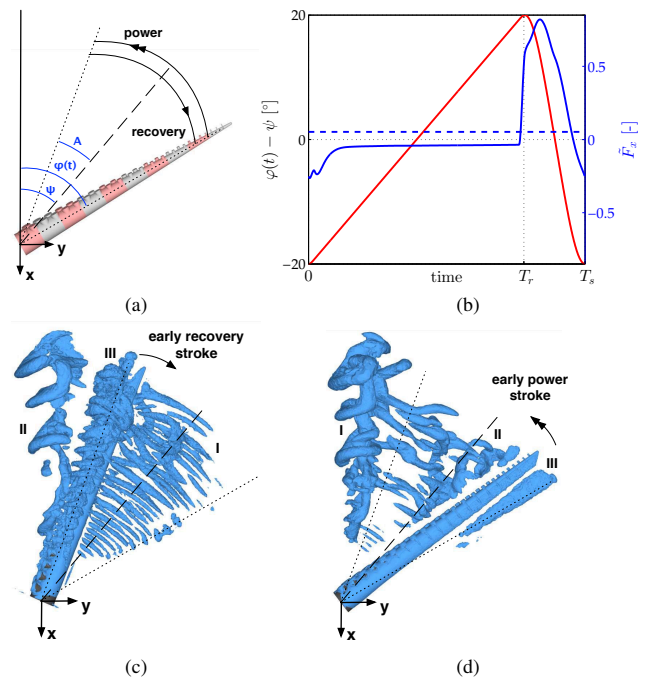 power
recovery
A
φ(t)
ψ
y
x
(a)
20
0
−20
φ(t) − ψ [°]
0.5
0
−0.5
F̃ₓ [-]
0
time
Tᵣ
Tₛ
(b)
early recovery
stroke
III
II
I
y
x
(c)
early power
stroke
I
II
III
y
x
(d)